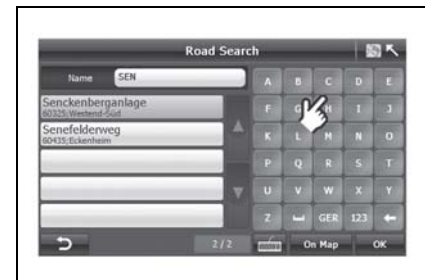 Road Search
Name SEN
Senckenberganlage
60325;Westend-Süd
Senefelderweg
60435;Eckenheim
A B C D E
F G H I J
K L M N O
P Q R S T
U V W X Y
Z GER 123
2/2 On Map OK